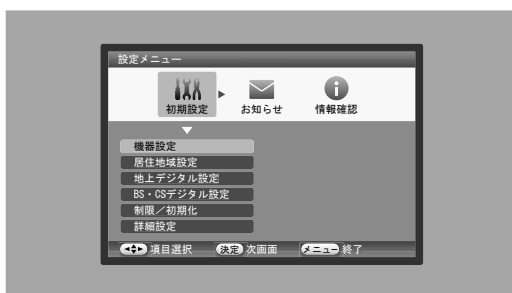 設定メニュー
初期設定 お知らせ 情報確認
機器設定
居住地域設定
地上デジタル設定
BS・CSデジタル設定
制限／初期化
詳細設定
項目選択 決定 次画面 メニュー 終了